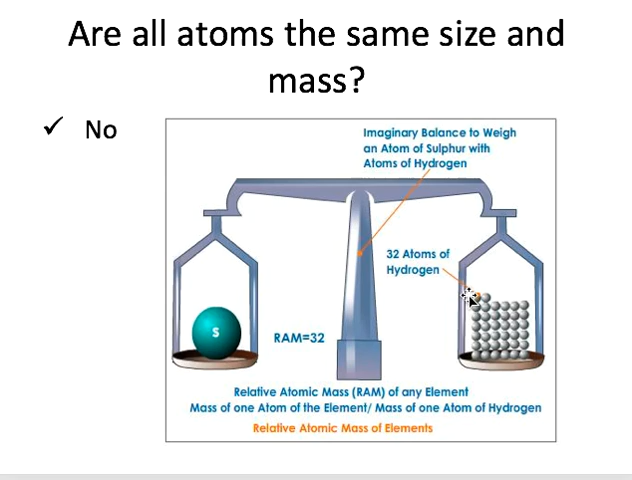 Are all atoms the same size and
mass?
✓ No
Imaginary Balance to Weigh
an Atom of Sulphur with
Atoms of Hydrogen
32 Atoms of
Hydrogen
S
RAM=32
Relative Atomic Mass (RAM) of any Element
Mass of one Atom of the Element/ Mass of one Atom of Hydrogen
Relative Atomic Mass of Elements